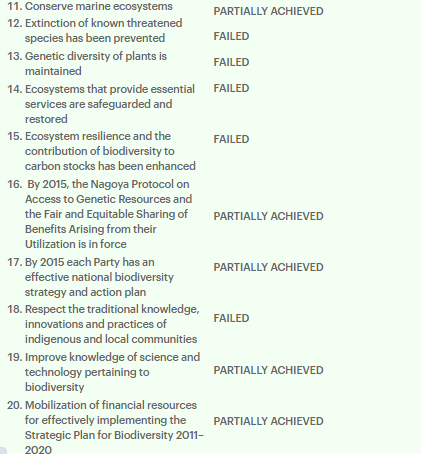 11. Conserve marine ecosystems PARTIALLY ACHIEVED
12. Extinction of known threatened
species has been prevented FAILED
13. Genetic diversity of plants is FAILED
maintained
14. Ecosystems that provide essential FAILED
services are safeguarded and
restored
15. Ecosystem resilience and the FAILED
contribution of biodiversity to
carbon stocks has been enhanced
16. By 2015, the Nagoya Protocol on
Access to Genetic Resources and
the Fair and Equitable Sharing of PARTIALLY ACHIEVED
Benefits Arising from their
Utilization is in force
17. By 2015 each Party has an PARTIALLY ACHIEVED
effective national biodiversity
strategy and action plan
18. Respect the traditional knowledge,
innovations and practices of FAILED
indigenous and local communities
19. Improve knowledge of science and
technology pertaining to PARTIALLY ACHIEVED
biodiversity
20. Mobilization of financial resources
for effectively implementing the PARTIALLY ACHIEVED
Strategic Plan for Biodiversity 2011–
2020